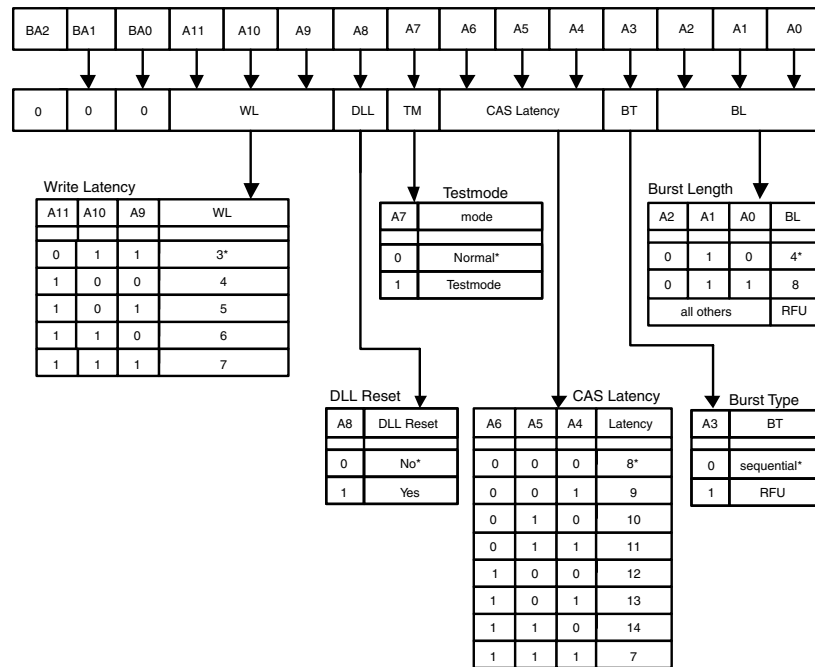 BA2 BA1 BA0 A11 A10 A9 A8 A7 A6 A5 A4 A3 A2 A1 A0
0 0 0 WL DLL TM CAS Latency BT BL
Write Latency
A11 A10 A9 WL
0 1 1 3*
1 0 0 4
1 0 1 5
1 1 0 6
1 1 1 7
Testmode
A7 mode
0 Normal*
1 Testmode
Burst Length
A2 A1 A0 BL
0 1 0 4*
0 1 1 8
all others RFU
DLL Reset
A8 DLL Reset
0 No*
1 Yes
CAS Latency
A6 A5 A4 Latency
0 0 0 8*
0 0 1 9
0 1 0 10
0 1 1 11
1 0 0 12
1 0 1 13
1 1 0 14
1 1 1 7
Burst Type
A3 BT
0 sequential*
1 RFU